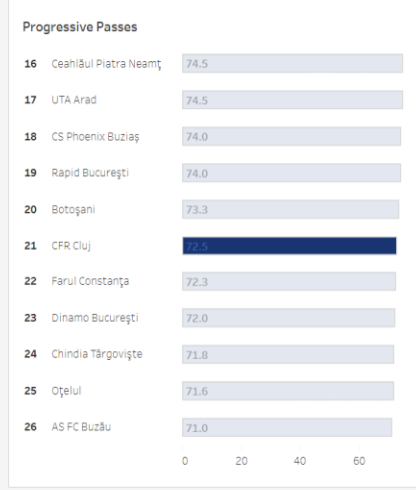 Progressive Passes
16 Ceahlăul Piatra Neamţ 74.5
17 UTA Arad 74.5
18 CS Phoenix Buziaş 74.0
19 Rapid Bucureşti 74.0
20 Botoşani 73.3
21 CFR Cluj 72.5
22 Farul Constanţa 72.3
23 Dinamo Bucureşti 72.0
24 Chindia Târgovişte 71.8
25 Oţelul 71.6
26 AS FC Buzău 71.0
0 20 40 60